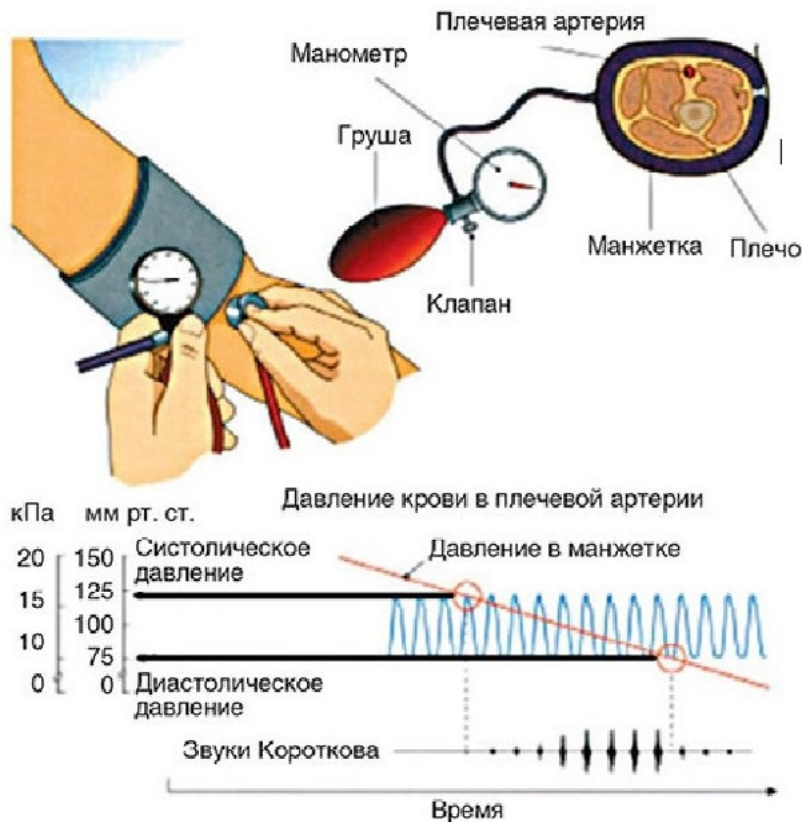 Плечевая артерия
Манометр
Груша
Манжетка
Плечо
Клапан
Давление крови в плечевой артерии
кПа
мм рт. ст.
20
150
Систолическое
давление
Давление в манжетке
15
125
10
100
75
0
0
Диастолическое
давление
Звуки Короткова
Время